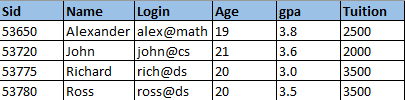 Sid Name Login Age gpa Tuition
53650 Alexander alex@math 19 3.8 2500
53720 John john@cs 21 3.6 2000
53775 Richard rich@ds 20 3.0 3500
53780 Ross ross@ds 20 3.5 3500